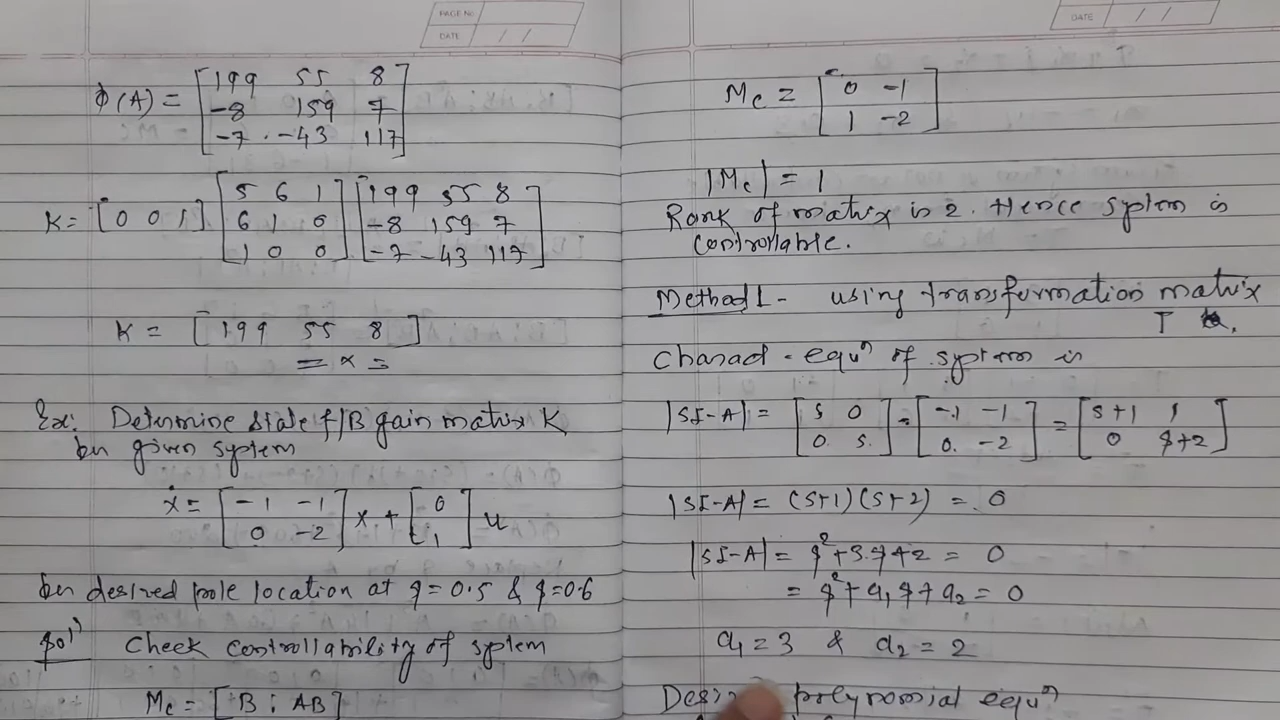 PAGE No.
DATE / /
ϕ(A) = [199 55 8
-8 159 7
-7 -43 117]
K = [0 0 1] [5 6 1 [199 55 8
6 1 0 -8 159 7
1 0 0] -7 -43 117]
K = [199 55 8]
= x =
Ex: Determine state f/B gain matrix K
for given system
ẋ = [-1 -1 x + [0 u
0 -2] 1]
for desired pole location at s = 0.5 & s = 0.6
Sol^n Check controllability of system
Mc = [B : AB]
DATE / /
Mc = [0 -1
1 -2]
|Mc| = 1
Rank of matrix is 2. Hence system is
controllable.
Method 1 - using transformation matrix
T
Charact. equ^n of system is
|SI-A| = [s 0 - [-1 -1 = [s+1 1
0 s] 0 -2] 0 s+2]
|SI-A| = (s+1)(s+2) = 0
|SI-A| = s²+3s+2 = 0
= s²+a₁s+a₂ = 0
a₁ = 3 & a₂ = 2
polynomial equ^n